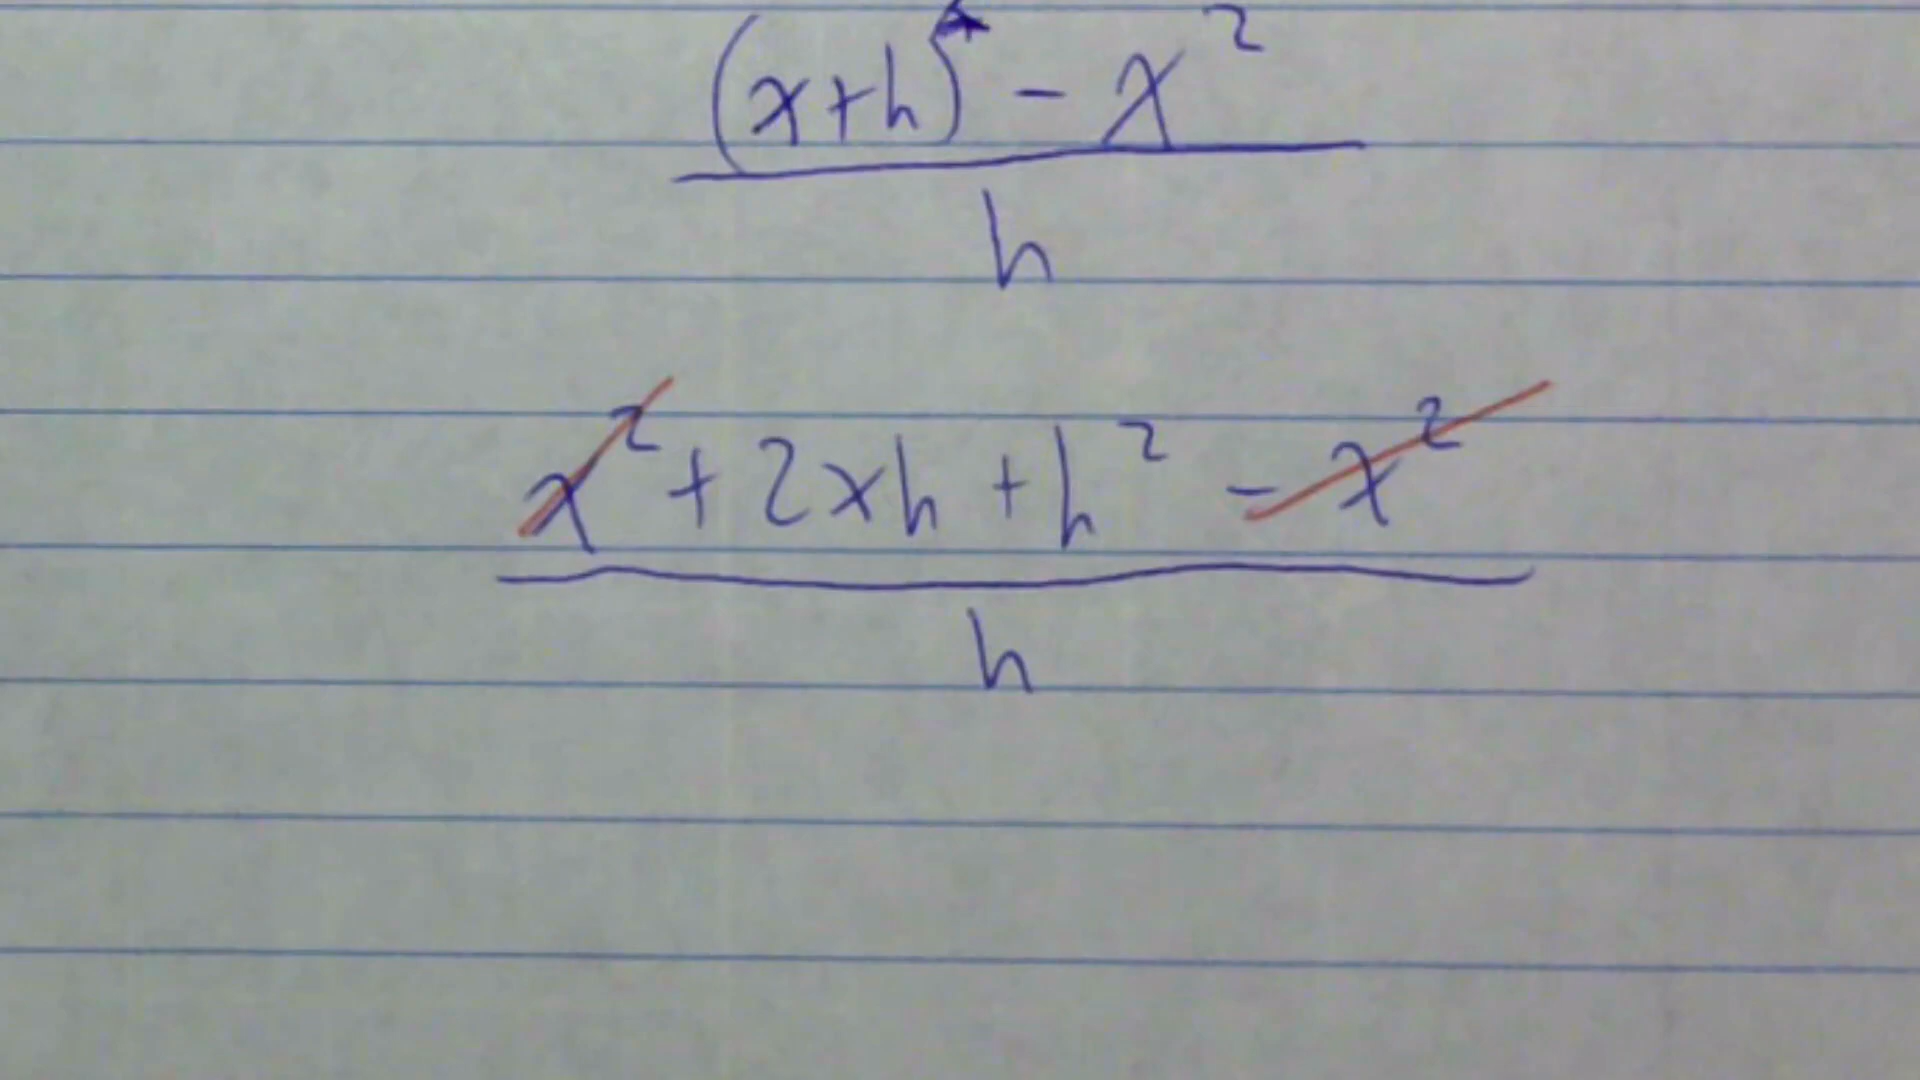 (x+h)² - x²
h
x² + 2xh + h² - x²
h